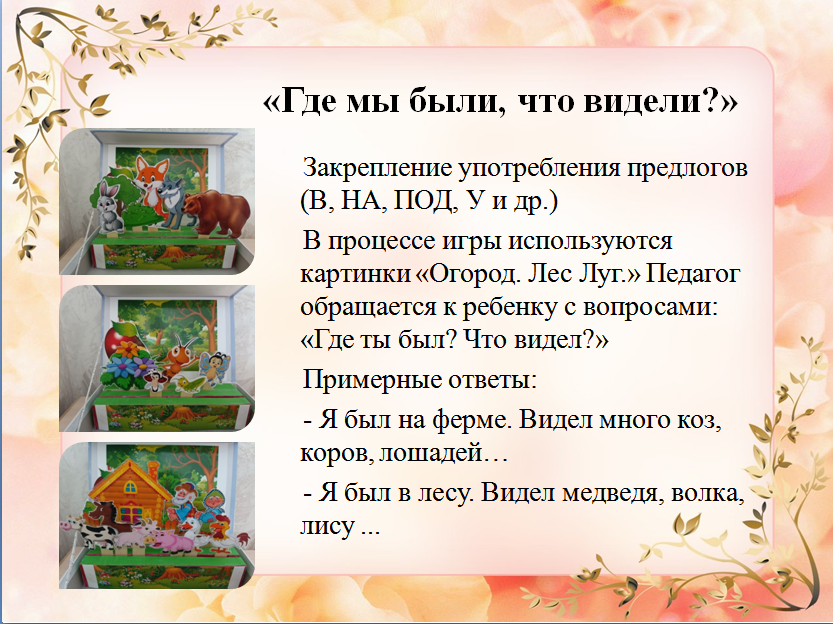 «Где мы были, что видели?»
Закрепление употребления предлогов
(В, НА, ПОД, У и др.)
В процессе игры используются
картинки «Огород. Лес Луг.» Педагог
обращается к ребенку с вопросами:
«Где ты был? Что видел?»
Примерные ответы:
- Я был на ферме. Видел много коз,
коров, лошадей…
- Я был в лесу. Видел медведя, волка,
лису ...